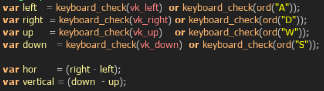 var left  = keyboard_check(vk_left)  or keyboard_check(ord("A"));
var right = keyboard_check(vk_right) or keyboard_check(ord("D"));
var up    = keyboard_check(vk_up)    or keyboard_check(ord("W"));
var down  = keyboard_check(vk_down)  or keyboard_check(ord("S"));
var hor      = (right - left);
var vertical = (down  - up);